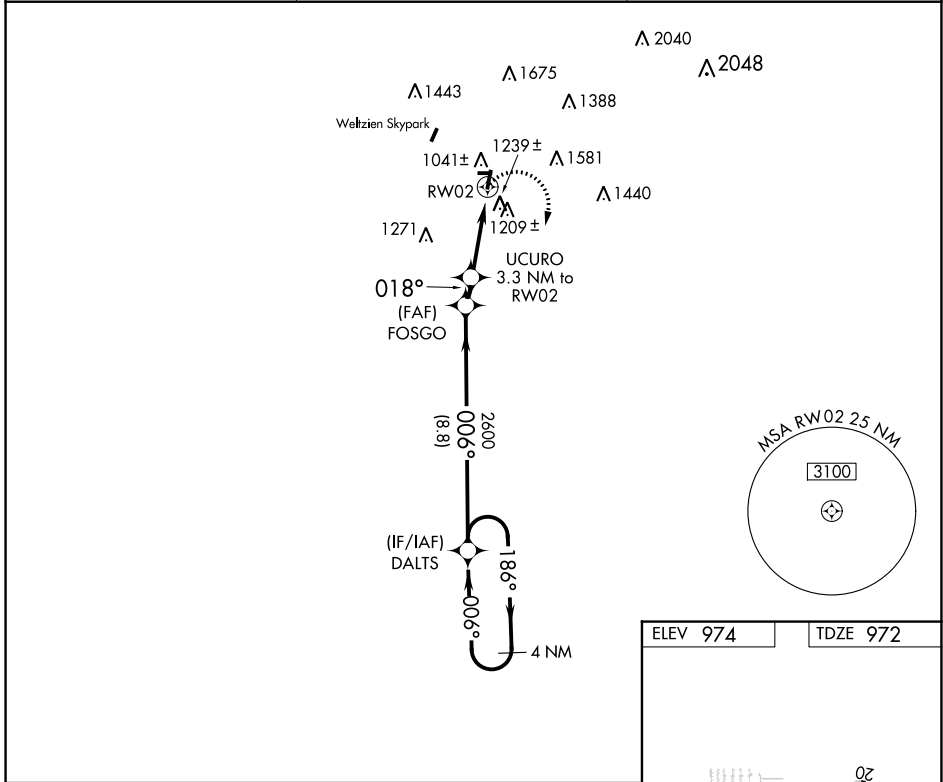 2040
2048
1675
1443
1388
Weltzien Skypark
1239 ±
1041±
1581
RW02
1440
1209 ±
1271
UCURO
3.3 NM to
RW02
018°
(FAF)
FOSGO
2600
006°
(8.8)
MSA RW02 25 NM
3100
(IF/IAF)
DALTS
186°
006°
4 NM
ELEV 974
TDZE 972
20